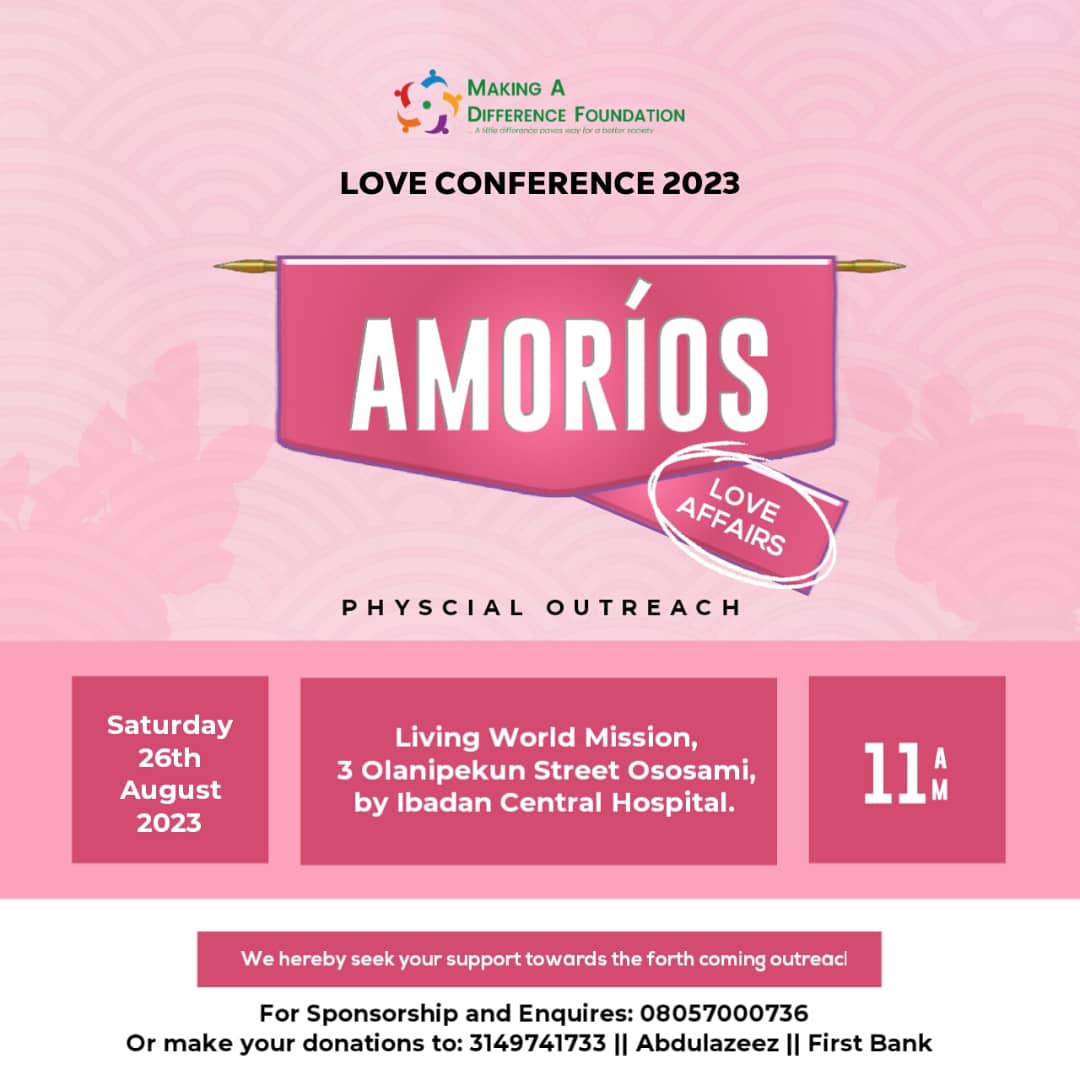 MAKING A
DIFFERENCE FOUNDATION
... A little difference paves way for a better society
LOVE CONFERENCE 2023
AMORÍOS
LOVE
AFFAIRS
PHYSCIAL OUTREACH
Saturday
26th
August
2023
Living World Mission,
3 Olanipekun Street Ososami,
by Ibadan Central Hospital.
11 AM
We hereby seek your support towards the forth coming outreac
For Sponsorship and Enquires: 08057000736
Or make your donations to: 3149741733 || Abdulazeez || First Bank